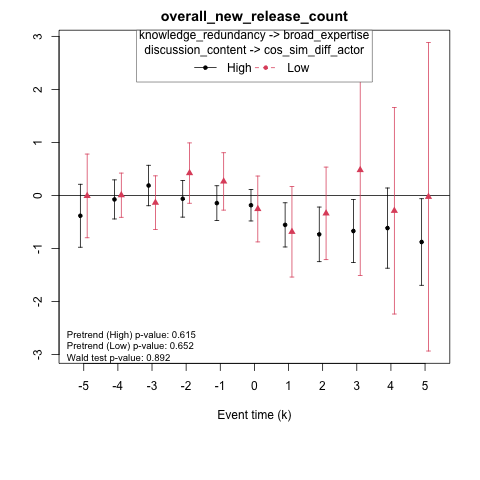 overall_new_release_count
knowledge_redundancy -> broad_expertise
discussion_content -> cos_sim_diff_actor
High Low
3
2
1
0
-1
-2
-3
Pretrend (High) p-value: 0.615
Pretrend (Low) p-value: 0.652
Wald test p-value: 0.892
-5 -4 -3 -2 -1 0 1 2 3 4 5
Event time (k)